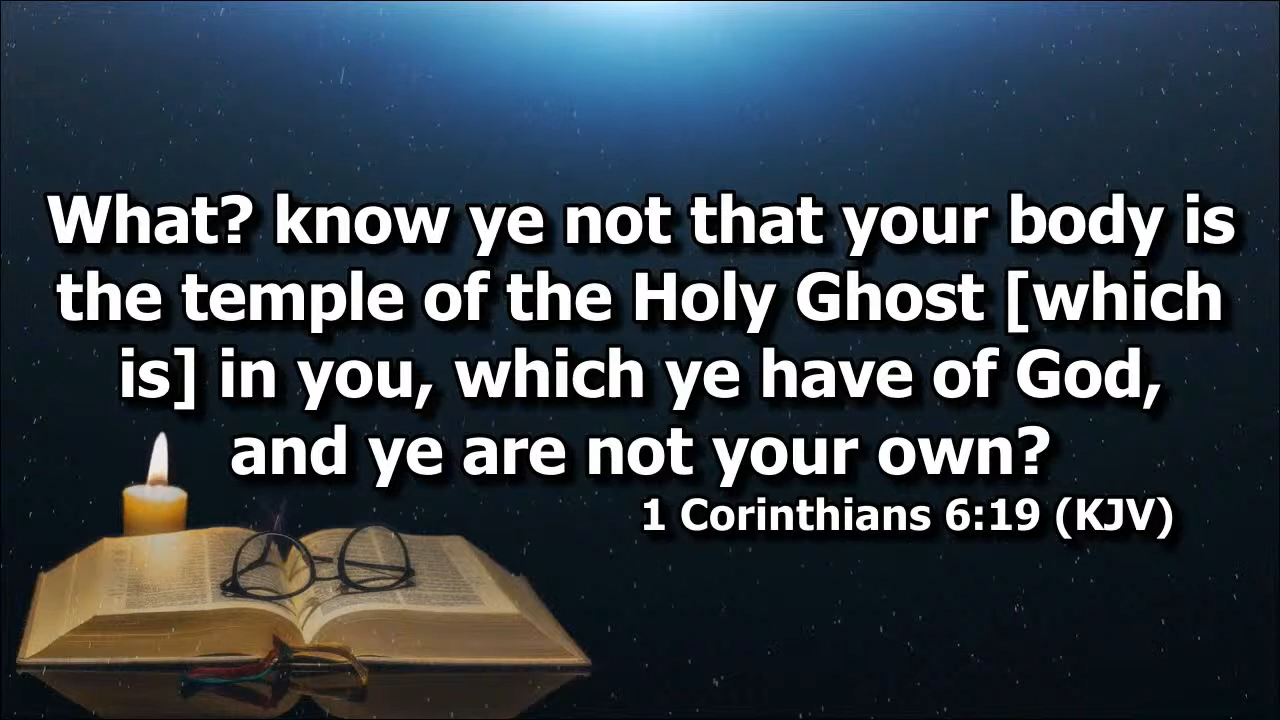 What? know ye not that your body is
the temple of the Holy Ghost [which
is] in you, which ye have of God,
and ye are not your own?
1 Corinthians 6:19 (KJV)